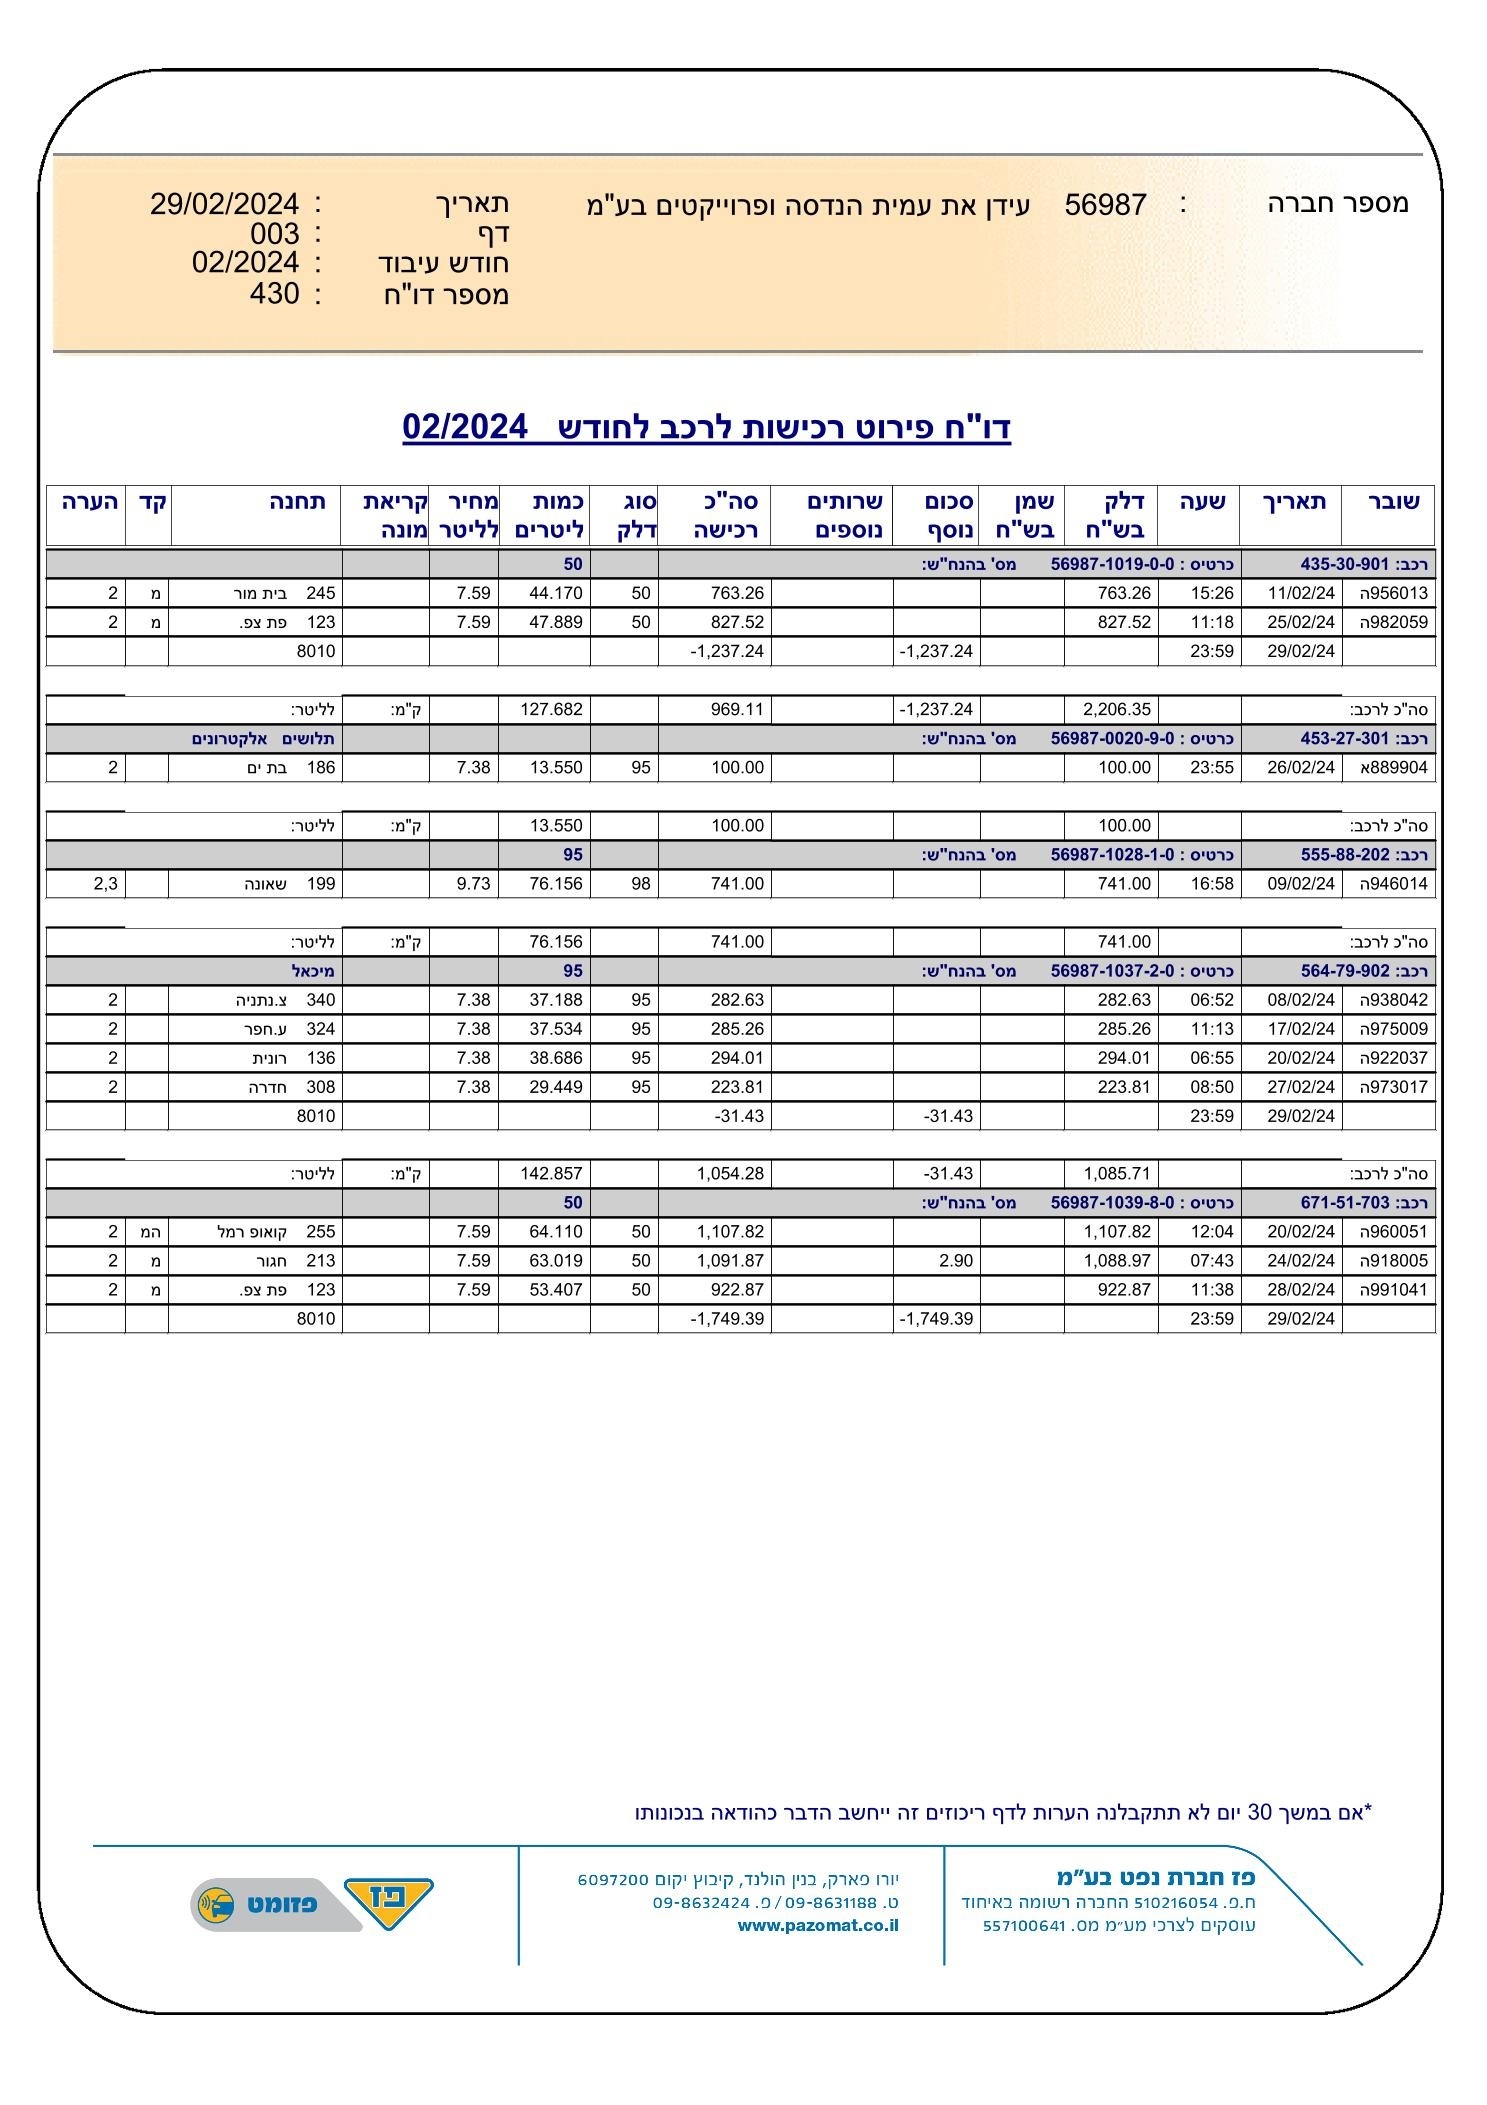 מספר חברה : 56987 עידן את עמית הנדסה ופרוייקטים בע"מ תאריך : 29/02/2024
דף : 003
חודש עיבוד : 02/2024
מספר דו"ח : 430
דו"ח פירוט רכישות לרכב לחודש 02/2024
שובר תאריך שעה דלק בש"ח שמן בש"ח סכום נוסף שרותים נוספים סה"כ רכישה סוג דלק כמות ליטרים מחיר לליטר קריאת מונה תחנה קד הערה
רכב: 435-30-901 כרטיס : 56987-1019-0-0 מס' בהנח"ש: 50
956013ה 11/02/24 15:26 763.26 763.26 50 44.170 7.59 245 בית מור מ 2
982059ה 25/02/24 11:18 827.52 827.52 50 47.889 7.59 123 פת צפ. מ 2
29/02/24 23:59 -1,237.24 -1,237.24 8010
סה"כ לרכב: 2,206.35 -1,237.24 969.11 127.682 ק"מ: לליטר:
רכב: 453-27-301 כרטיס : 56987-0020-9-0 מס' בהנח"ש: תלושים אלקטרונים
889904א 26/02/24 23:55 100.00 100.00 95 13.550 7.38 186 בת ים 2
סה"כ לרכב: 100.00 100.00 13.550 ק"מ: לליטר:
רכב: 555-88-202 כרטיס : 56987-1028-1-0 מס' בהנח"ש: 95
946014ה 09/02/24 16:58 741.00 741.00 98 76.156 9.73 199 שאונה 2,3
סה"כ לרכב: 741.00 741.00 76.156 ק"מ: לליטר:
רכב: 564-79-902 כרטיס : 56987-1037-2-0 מס' בהנח"ש: 95 מיכאל
938042ה 08/02/24 06:52 282.63 282.63 95 37.188 7.38 340 צ.נתניה 2
975009ה 17/02/24 11:13 285.26 285.26 95 37.534 7.38 324 ע.חפר 2
922037ה 20/02/24 06:55 294.01 294.01 95 38.686 7.38 136 רונית 2
973017ה 27/02/24 08:50 223.81 223.81 95 29.449 7.38 308 חדרה 2
29/02/24 23:59 -31.43 -31.43 8010
סה"כ לרכב: 1,085.71 -31.43 1,054.28 142.857 ק"מ: לליטר:
רכב: 671-51-703 כרטיס : 56987-1039-8-0 מס' בהנח"ש: 50
960051ה 20/02/24 12:04 1,107.82 1,107.82 50 64.110 7.59 255 קואופ רמל המ 2
918005ה 24/02/24 07:43 1,088.97 2.90 1,091.87 50 63.019 7.59 213 חגור מ 2
991041ה 28/02/24 11:38 922.87 922.87 50 53.407 7.59 123 פת צפ. מ 2
29/02/24 23:59 -1,749.39 -1,749.39 8010
*אם במשך 30 יום לא תתקבלנה הערות לדף ריכוזים זה ייחשב הדבר כהודאה בנכונותו
פז חברת נפט בע״מ
ח.פ. 510216054 החברה רשומה באיחוד
עוסקים לצרכי מע״מ מס. 557100641
יורו פארק, בנין הולנד, קיבוץ יקום 6097200
ט. 09-8631188 / פ. 09-8632424
www.pazomat.co.il
פז
פזומט